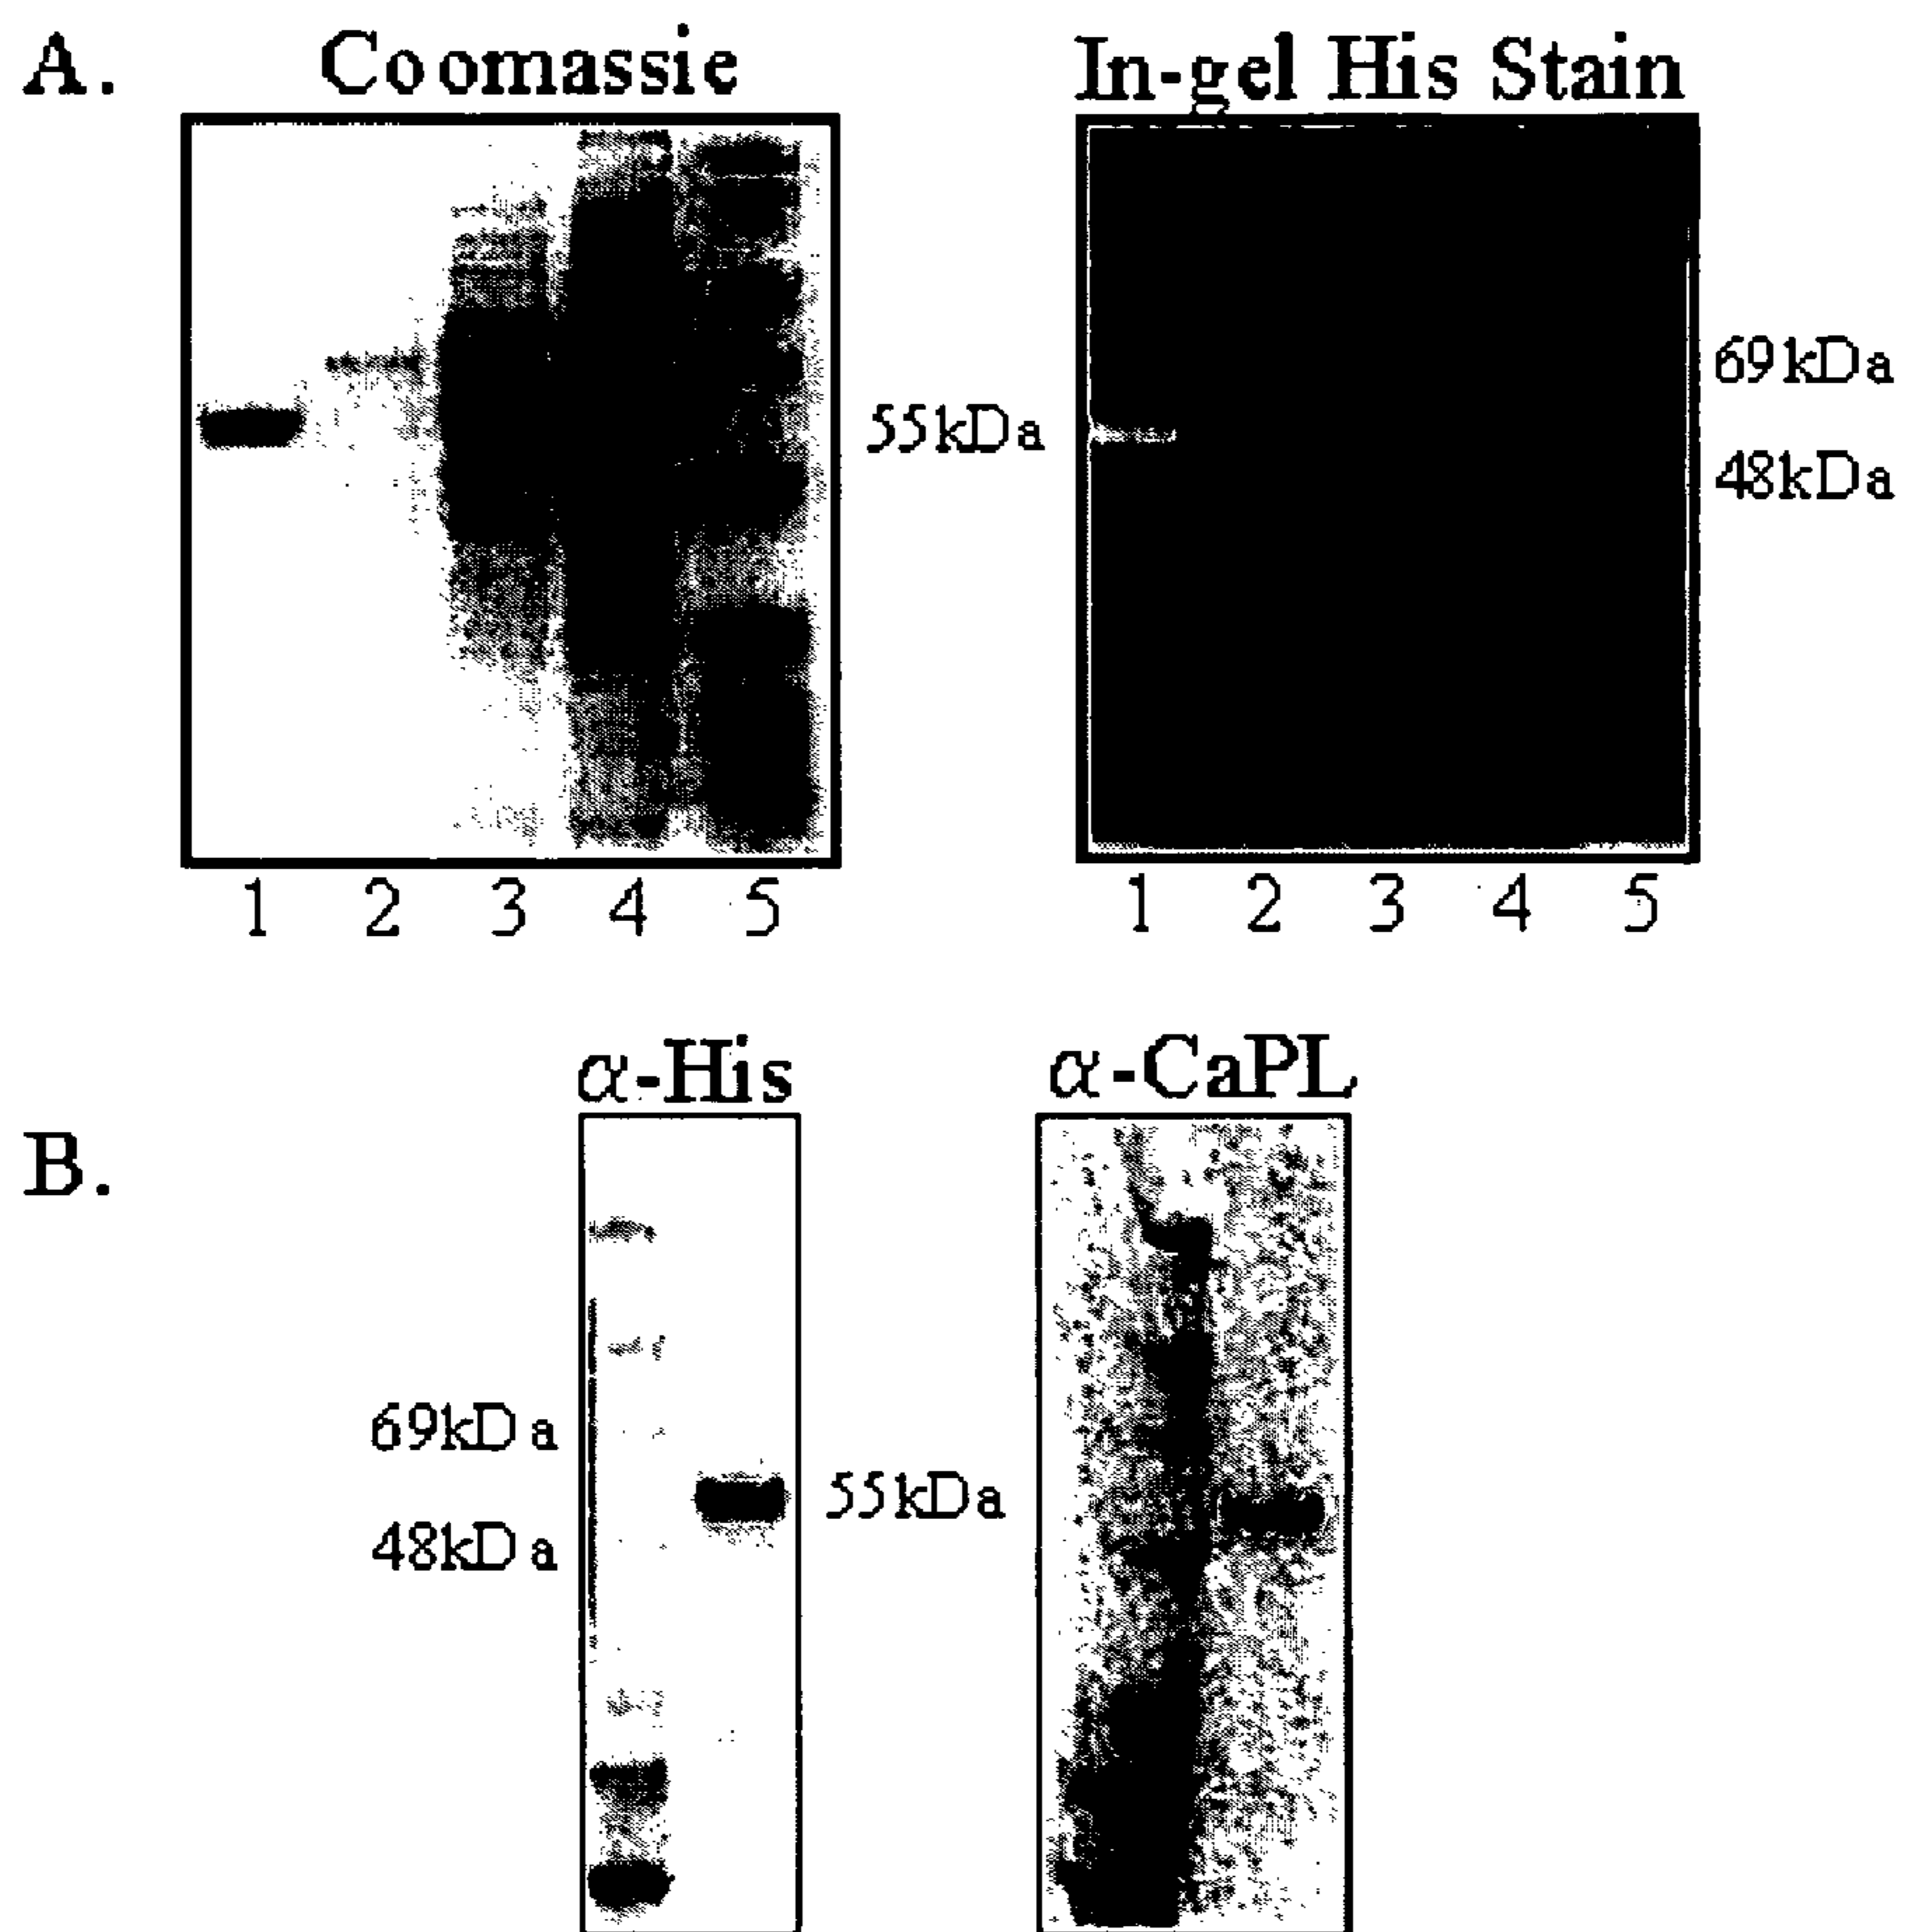 A. Coomassie In-gel His Stain
69kDa
55kDa
48kDa
1 2 3 4 5 1 2 3 4 5
α-His α-CaPL
B.
69kDa
55kDa
48kDa